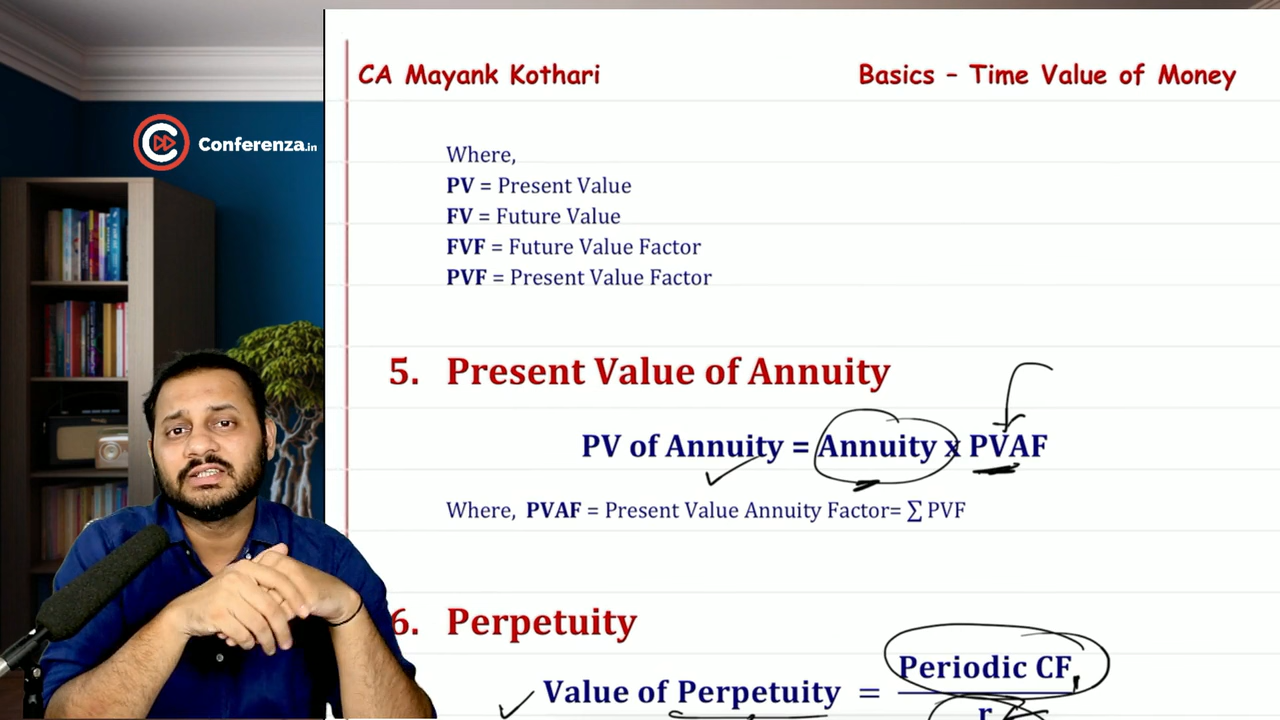 CA Mayank Kothari
Basics – Time Value of Money
Conferenza.in
Where,
PV = Present Value
FV = Future Value
FVF = Future Value Factor
PVF = Present Value Factor
5. Present Value of Annuity
PV of Annuity = Annuity x PVAF
Where, PVAF = Present Value Annuity Factor= ∑ PVF
6. Perpetuity
Value of Perpetuity = Periodic CF
r